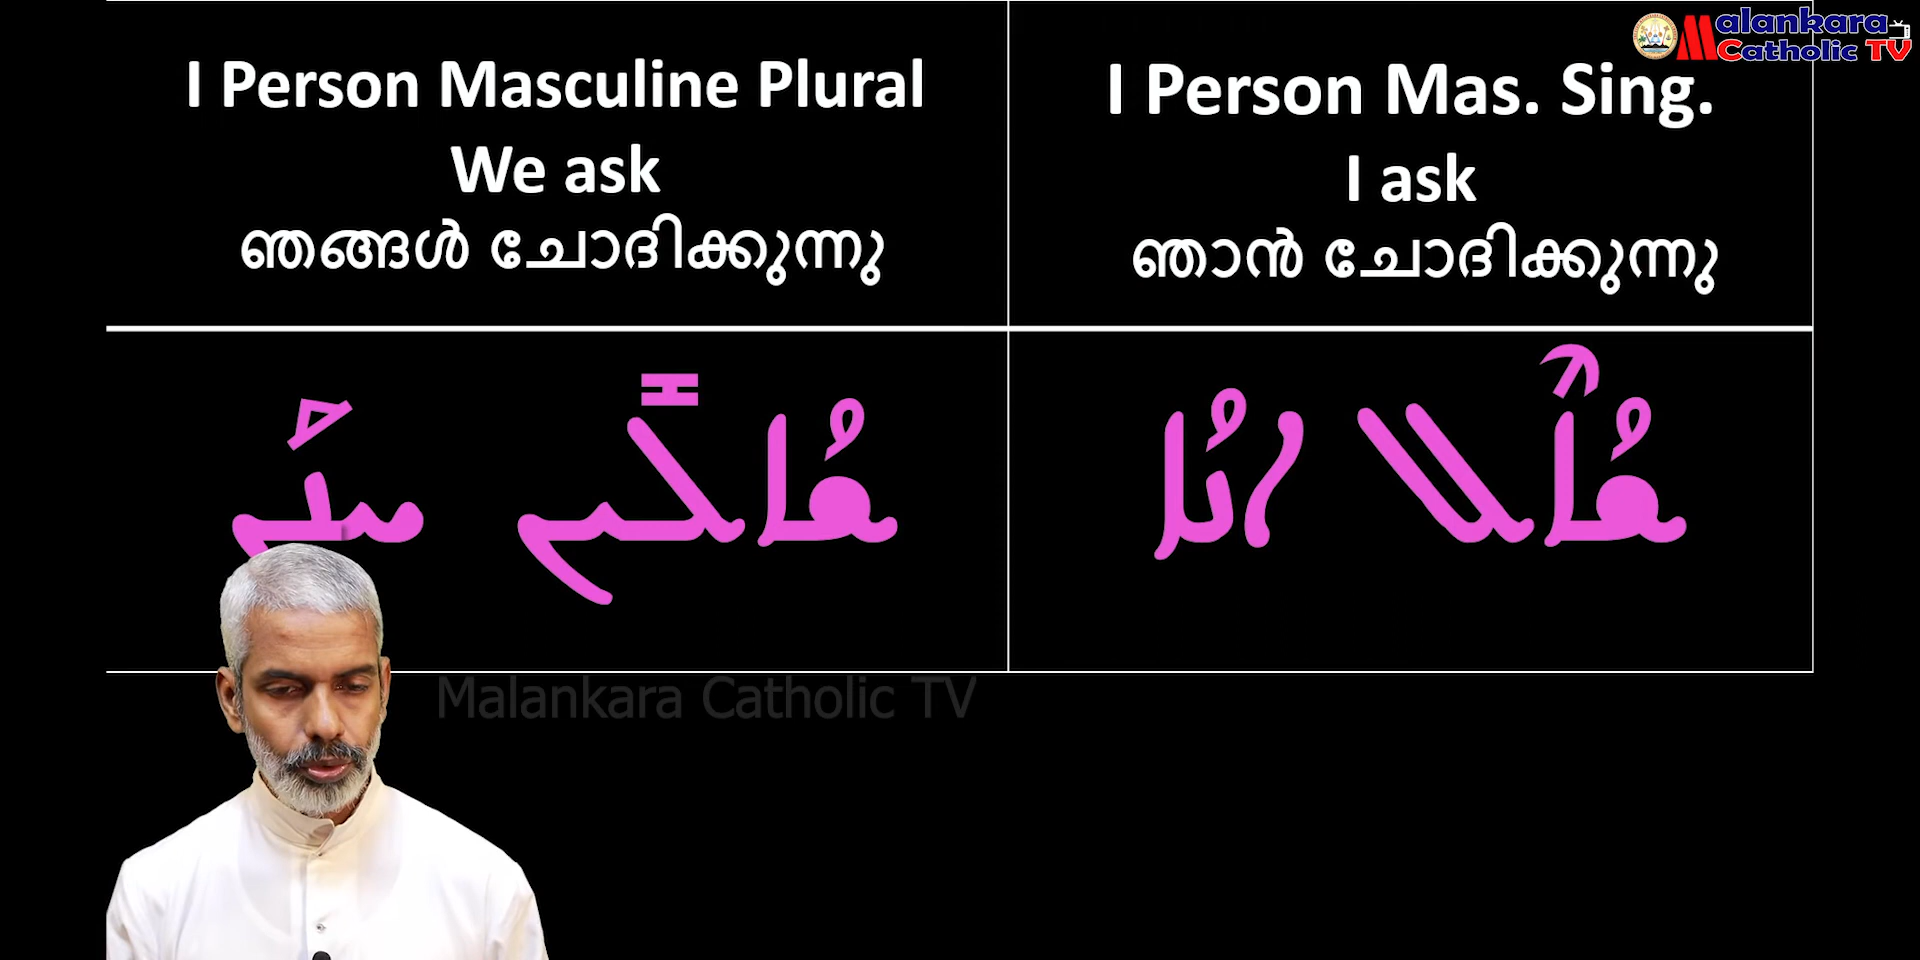 Malankara
Catholic TV
I Person Masculine Plural
We ask
ഞങ്ങൾ ചോദിക്കുന്നു
I Person Mas. Sing.
I ask
ഞാൻ ചോദിക്കുന്നു
ܫܳܐܠܺܝܢ ܚܢܰܢ
ܫܳܐܶܠ ܐܢܳܐ
Malankara Catholic TV